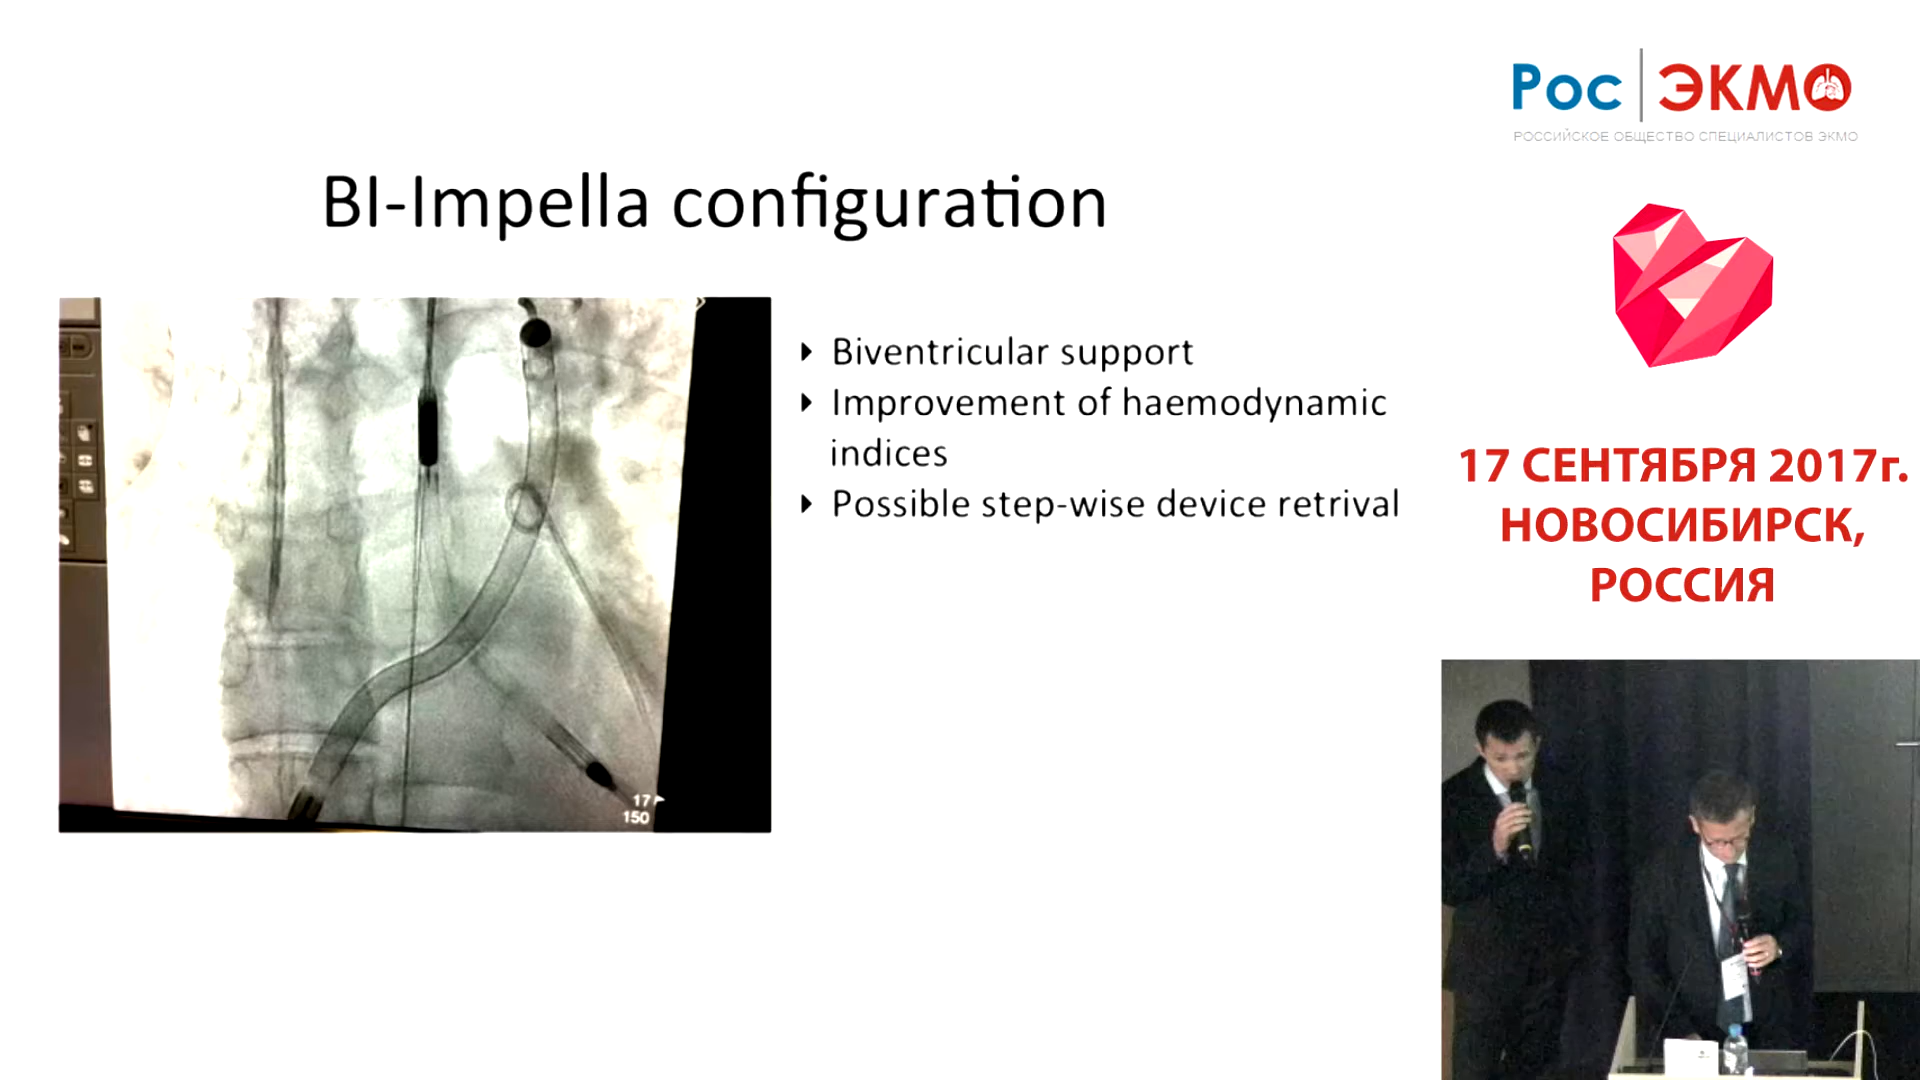 Рос ЭКМО
РОССИЙСКОЕ ОБЩЕСТВО СПЕЦИАЛИСТОВ ЭКМО
BI-Impella configuration
Biventricular support
Improvement of haemodynamic
indices
Possible step-wise device retrival
17
150
17 СЕНТЯБРЯ 2017г.
НОВОСИБИРСК,
РОССИЯ